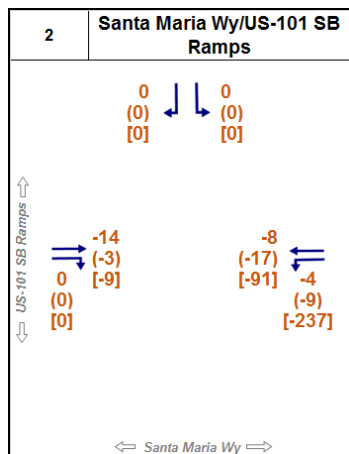 2
Santa Maria Wy/US-101 SB
Ramps
0 0
(0) (0)
[0] [0]
US-101 SB Ramps
-14 -8
(-3) (-17)
[-9] [-91]
0 -4
(0) (-9)
[0] [-237]
Santa Maria Wy